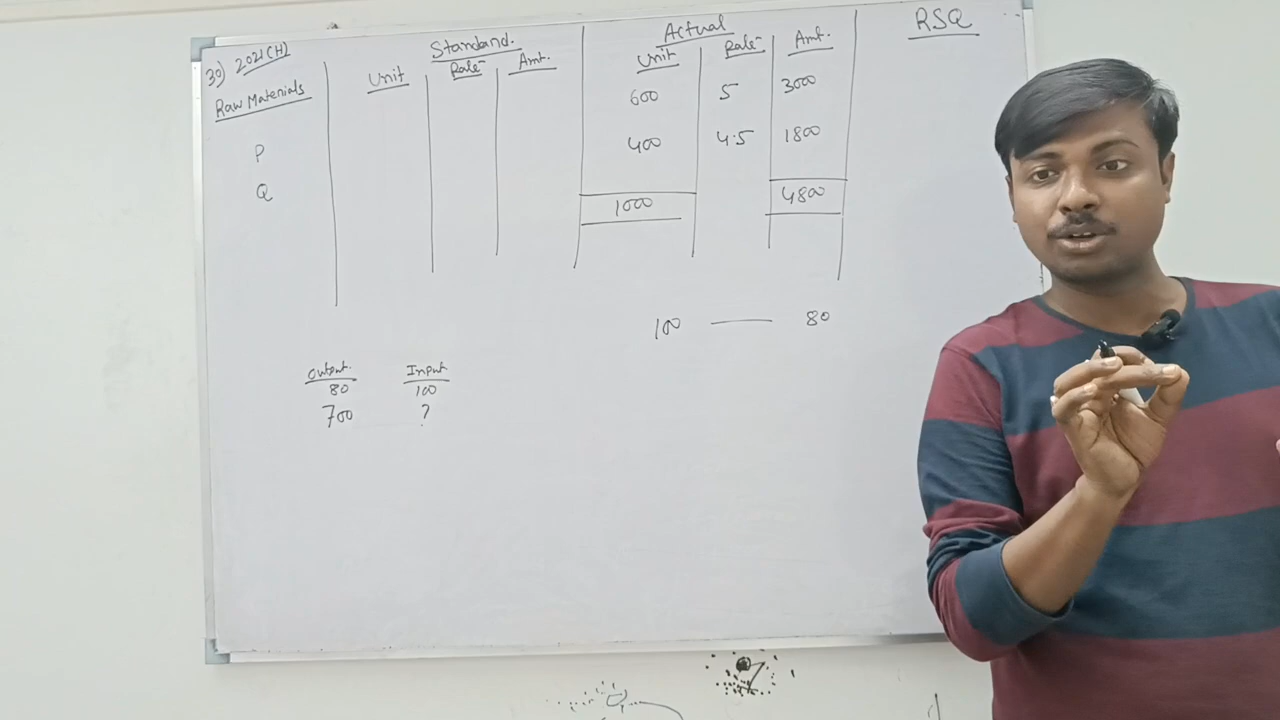 30) 2021(H)
Standard. Actual RSQ
Raw Materials Unit Rate Amt. Unit Rate Amt.
600 5 3000
P 400 4.5 1800
Q 1000 4800
100 — 80
Output. Input
80 100
700 ?